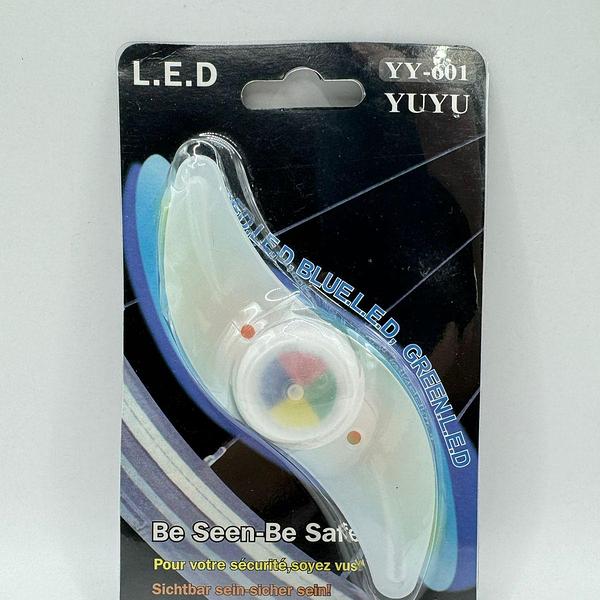 L.E.D
YY-601
YUYU
L.E.D, BLUE.L.E.D, GREEN.L.E.D
Be Seen-Be Safe
Pour votre sécurité,soyez vus
Sichtbar sein-sicher sein!